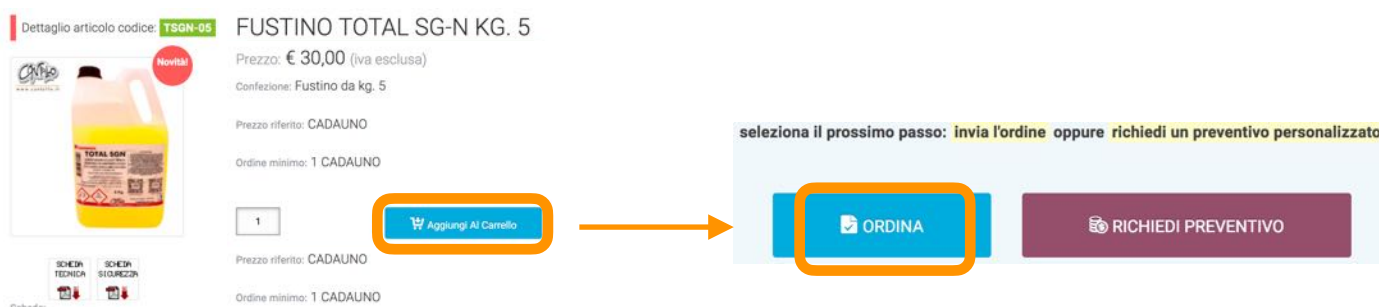 Dettaglio articolo codice: TSGN-05
FUSTINO TOTAL SG-N KG. 5
Novità!
Prezzo: € 30,00 (iva esclusa)
Confezione: Fustino da kg. 5
Prezzo riferito: CADAUNO
Ordine minimo: 1 CADAUNO
TOTAL SGN
1
Aggiungi Al Carrello
Prezzo riferito: CADAUNO
Ordine minimo: 1 CADAUNO
SCHEDA
TECNICA
SCHEDA
SICUREZZA
seleziona il prossimo passo: invia l'ordine oppure richiedi un preventivo personalizzato
ORDINA
RICHIEDI PREVENTIVO